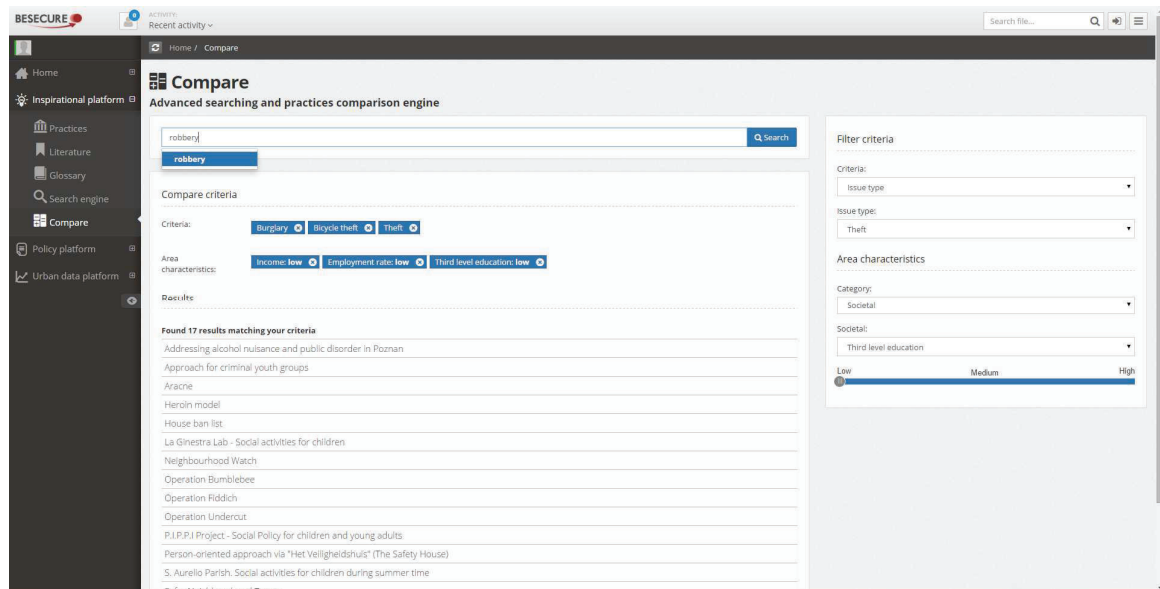 BESECURE
0
ACTIVITY:
Recent activity
Search file...
Home / Compare
Home
Inspirational platform
Practices
Literature
Glossary
Search engine
Compare
Policy platform
Urban data platform
Compare
Advanced searching and practices comparison engine
robbery
Search
robbery
Compare criteria
Criteria:
Burglary
Bicycle theft
Theft
Area
characteristics:
Income: low
Employment rate: low
Third level education: low
Results
Found 17 results matching your criteria
Addressing alcohol nuisance and public disorder in Poznan
Approach for criminal youth groups
Aracne
Heroin model
House ban list
La Ginestra Lab - Social activities for children
Neighbourhood Watch
Operation Bumblebee
Operation Fiddich
Operation Undercut
P.I.P.P.I Project - Social Policy for children and young adults
Person-oriented approach via "Het Veiligheidshuis" (The Safety House)
S. Aurelio Parish. Social activities for children during summer time
Filter criteria
Criteria:
Issue type
Issue type:
Theft
Area characteristics
Category:
Societal
Societal:
Third level education
Low
Medium
High